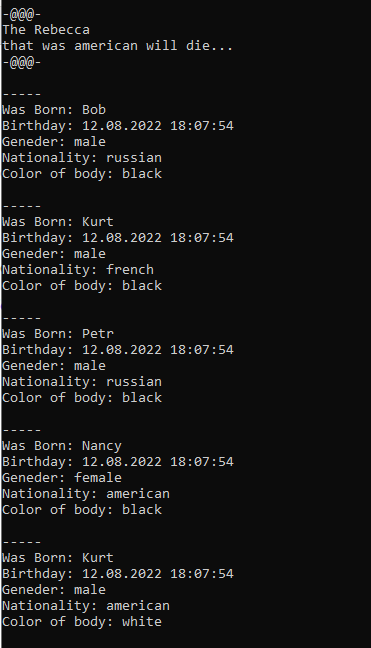 -@@@-
The Rebecca
that was american will die...
-@@@-
-----
Was Born: Bob
Birthday: 12.08.2022 18:07:54
Geneder: male
Nationality: russian
Color of body: black
-----
Was Born: Kurt
Birthday: 12.08.2022 18:07:54
Geneder: male
Nationality: french
Color of body: black
-----
Was Born: Petr
Birthday: 12.08.2022 18:07:54
Geneder: male
Nationality: russian
Color of body: black
-----
Was Born: Nancy
Birthday: 12.08.2022 18:07:54
Geneder: female
Nationality: american
Color of body: black
-----
Was Born: Kurt
Birthday: 12.08.2022 18:07:54
Geneder: male
Nationality: american
Color of body: white